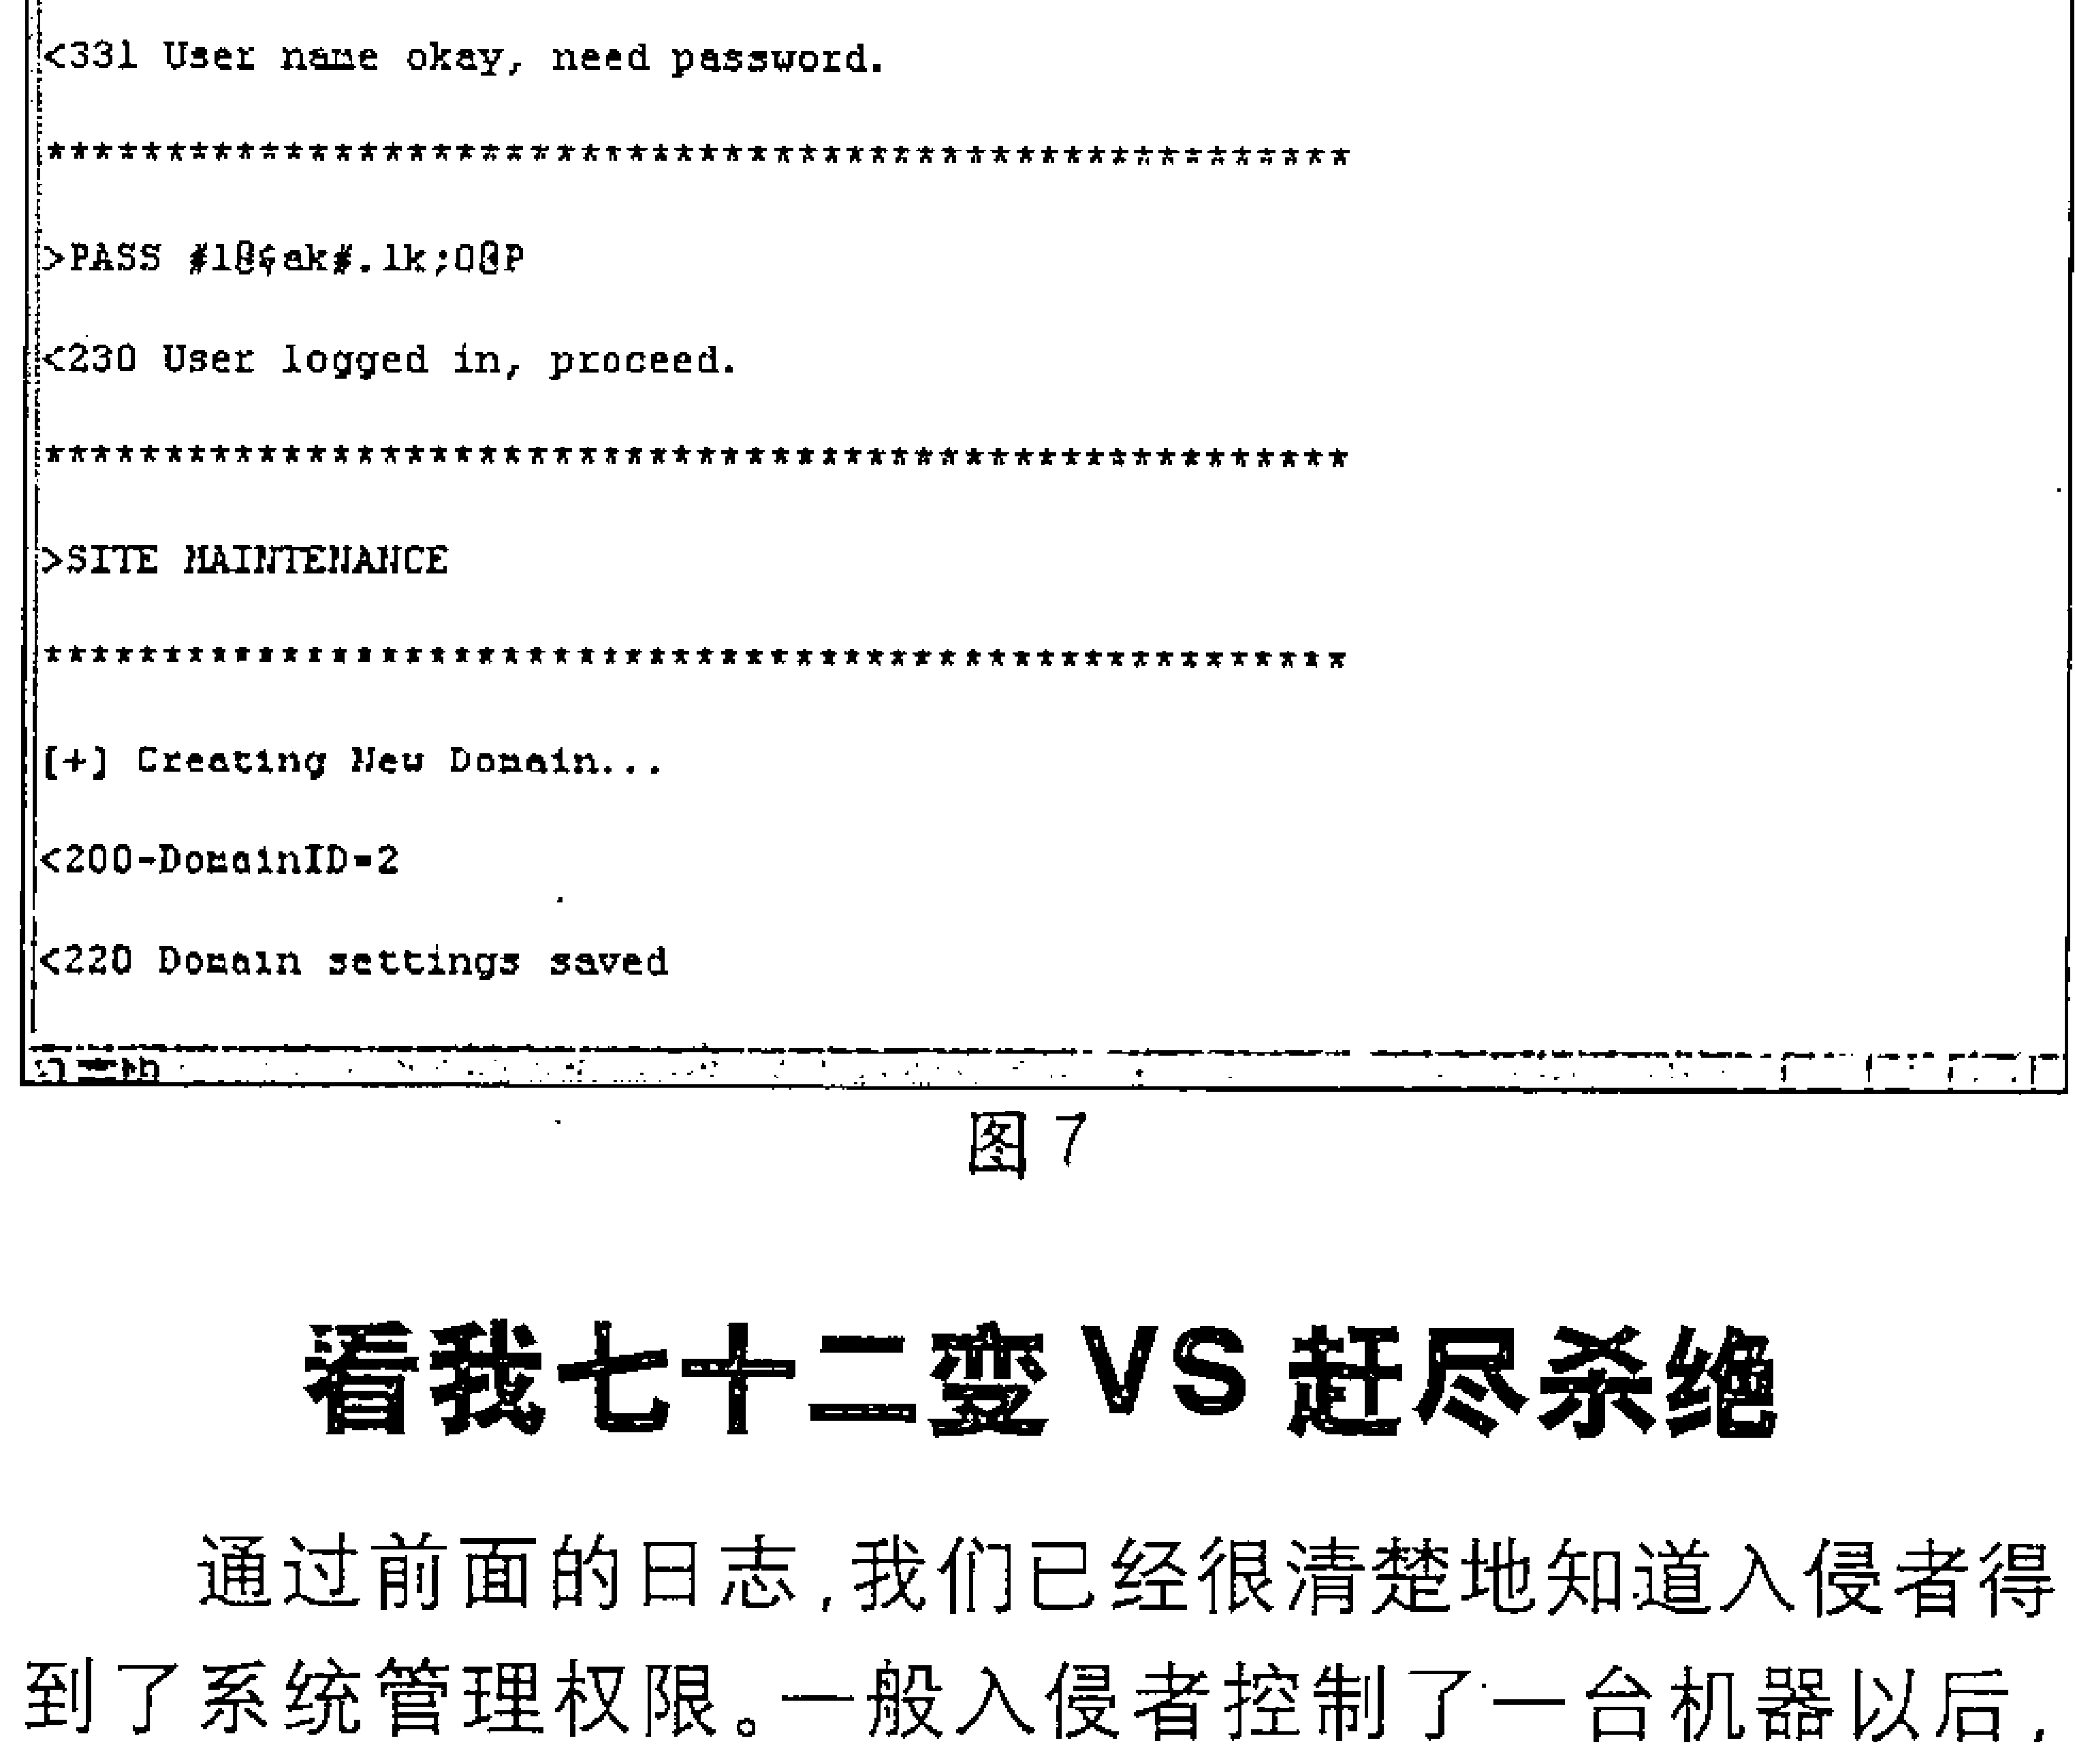 <331 User name okay, need password.
******************************************************
>PASS #l@$ak#.lk;0@P
<230 User logged in, proceed.
******************************************************
>SITE MAINTENANCE
******************************************************
[+] Creating New Domain...
<200-DomainID=2
<220 Domain settings saved
图 7
看我七十二变 VS 赶尽杀绝
通过前面的日志,我们已经很清楚地知道入侵者得
到了系统管理权限。一般入侵者控制了一台机器以后,